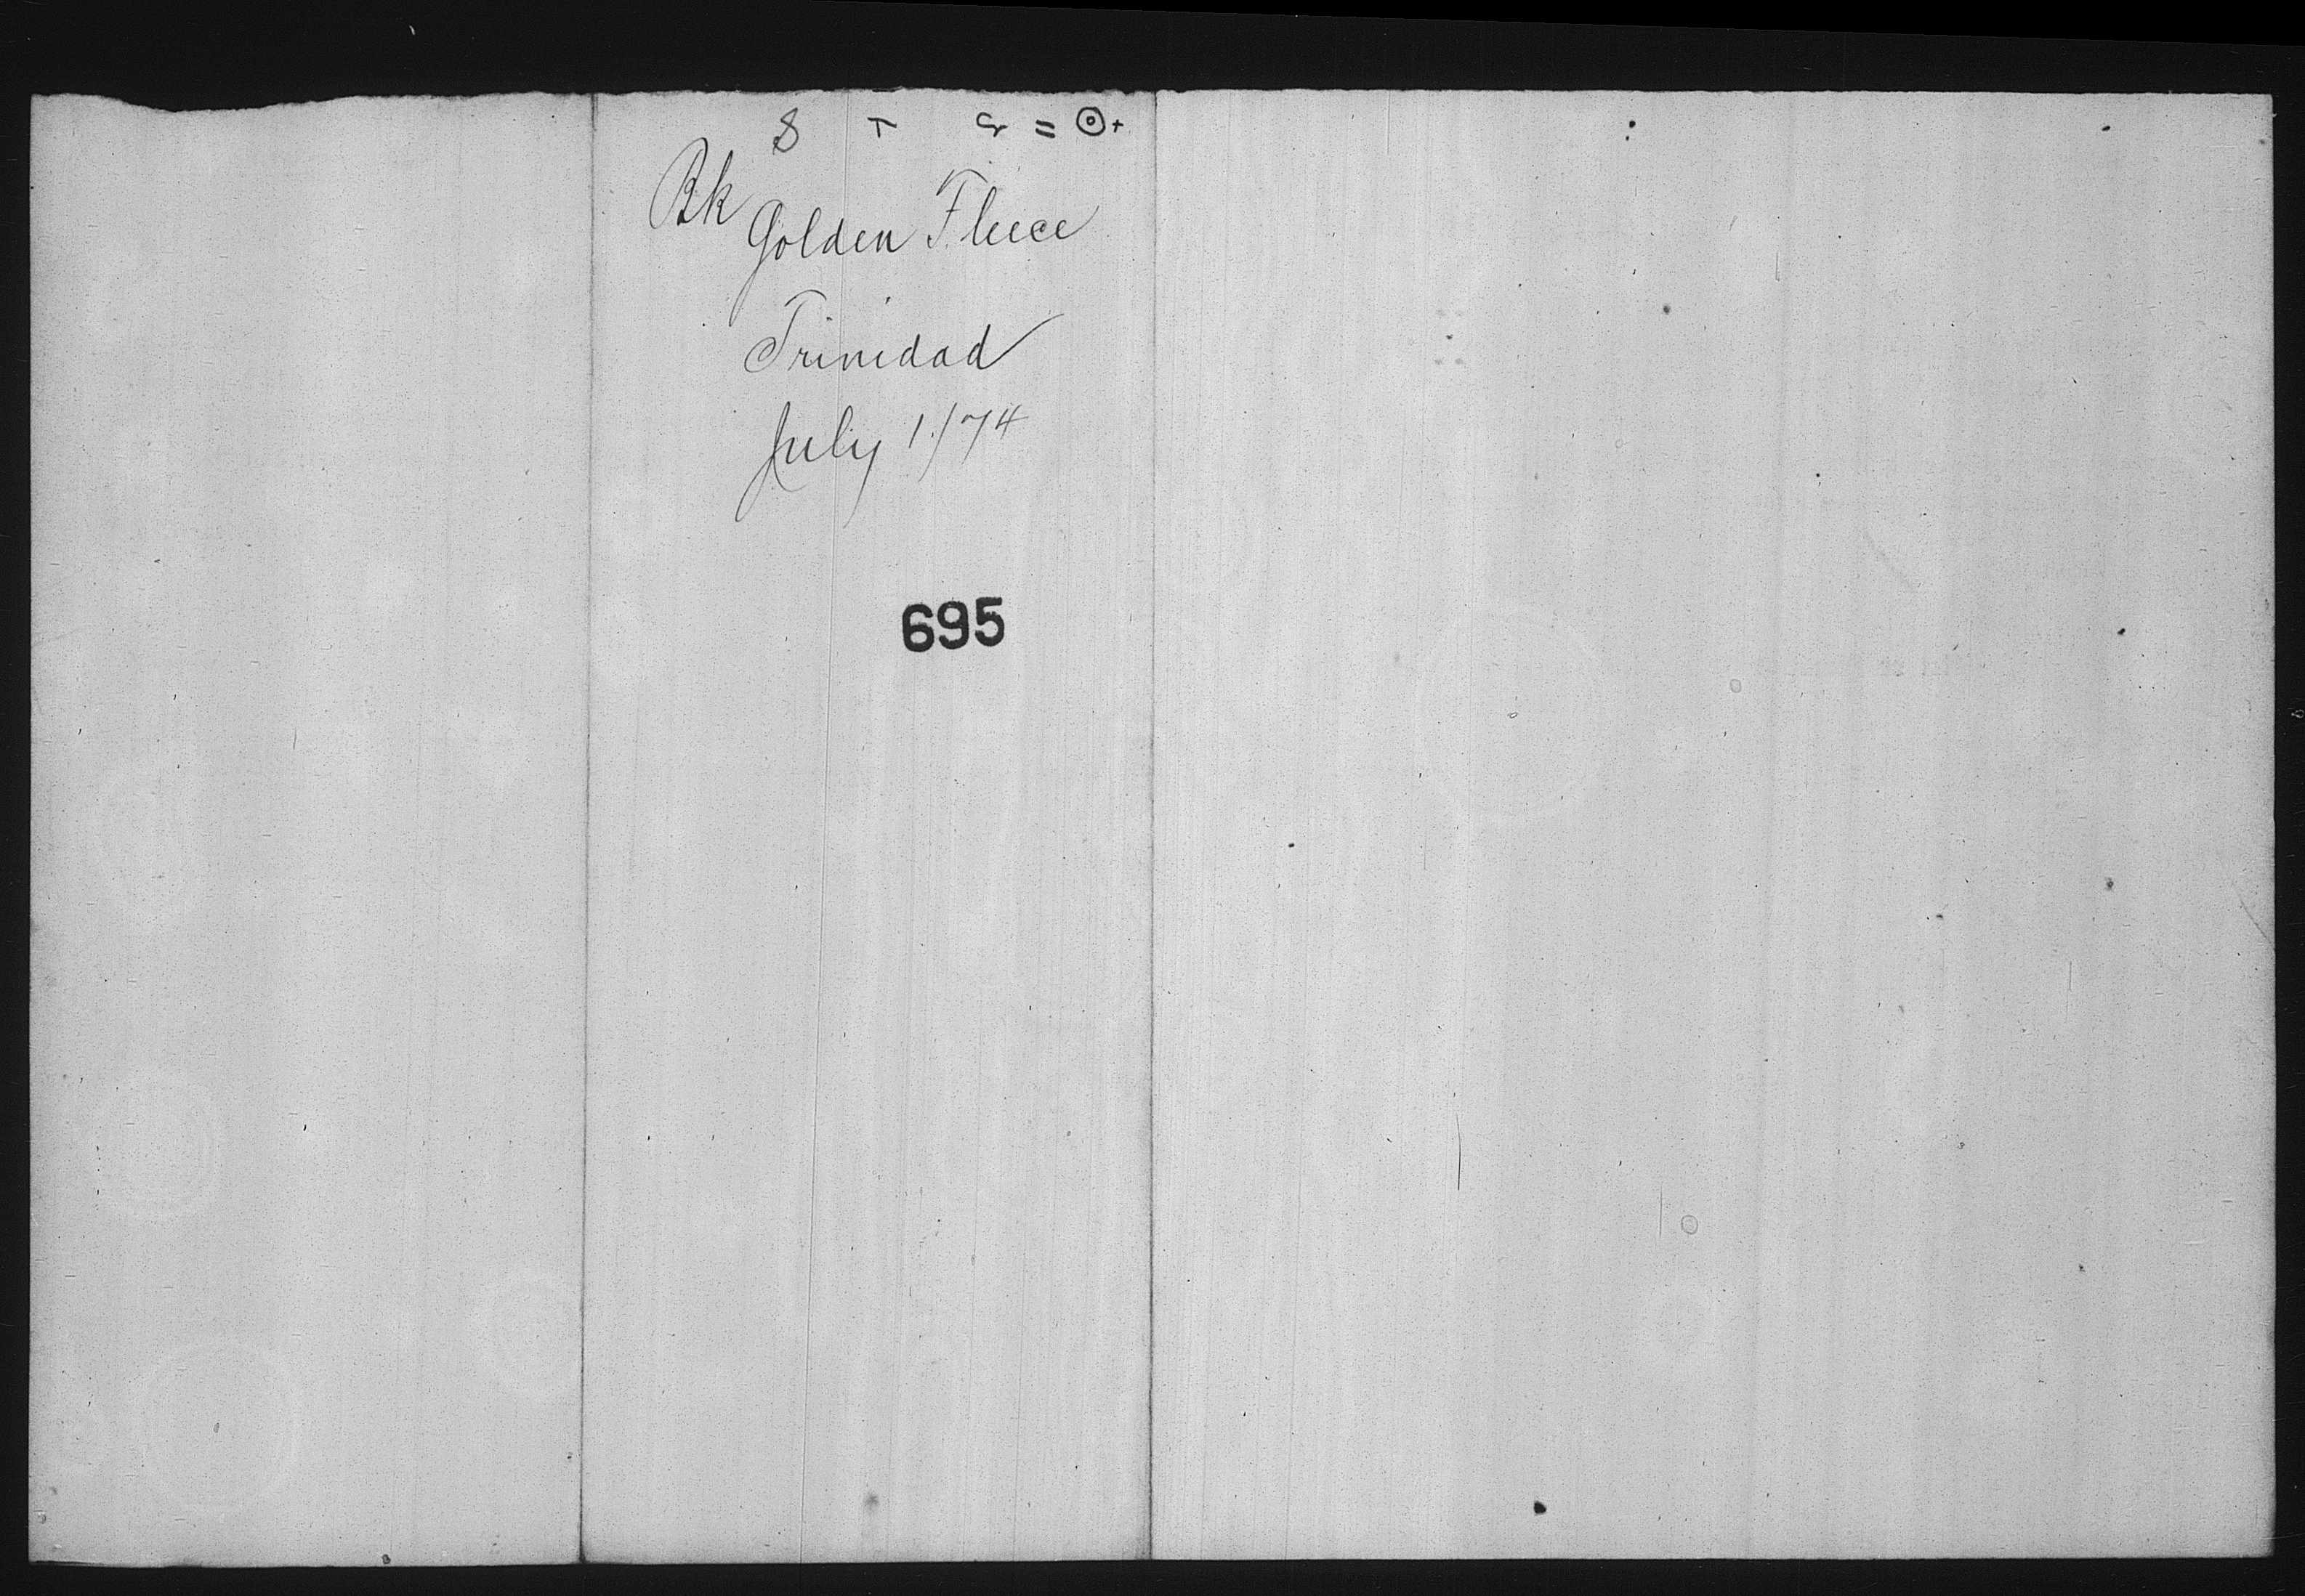 Bk Golden Fleece
Trinidad
July 1./74
695